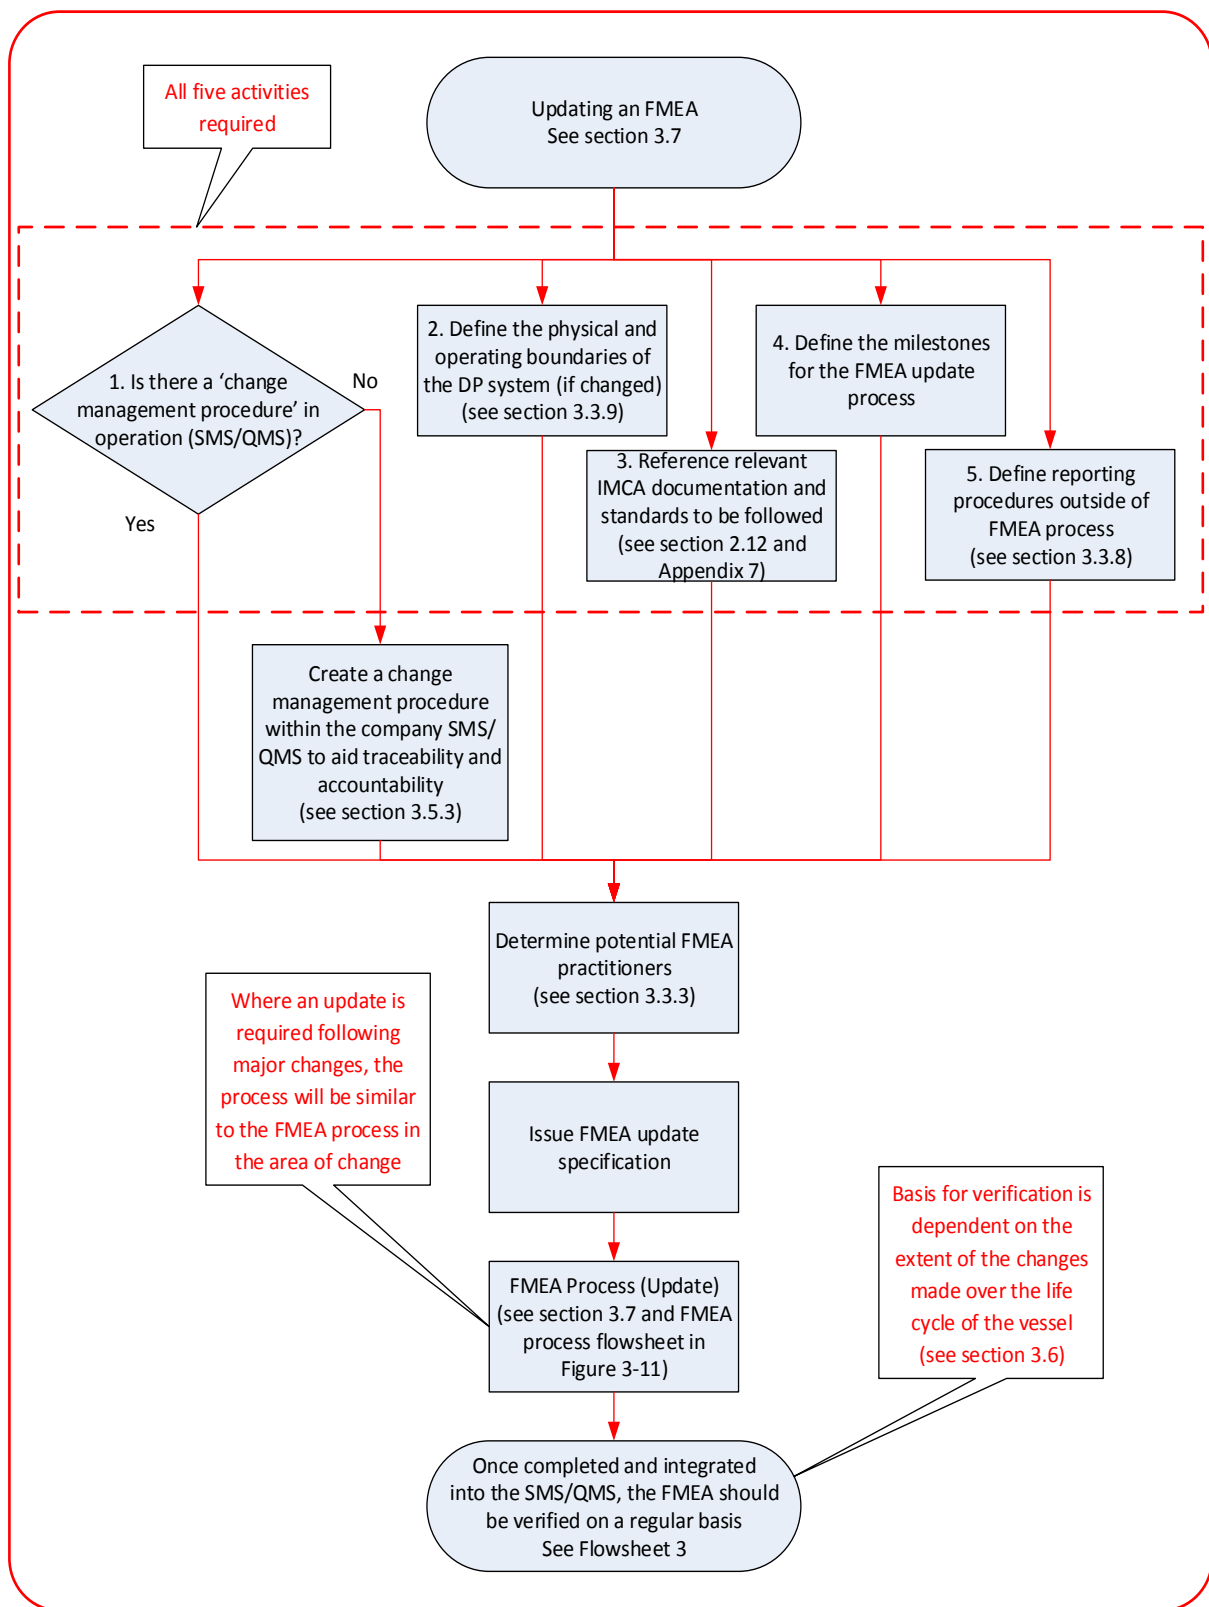 All five activities
required
Updating an FMEA
See section 3.7
1. Is there a ‘change
management procedure’ in
operation (SMS/QMS)?
No
Yes
2. Define the physical and
operating boundaries of
the DP system (if changed)
(see section 3.3.9)
3. Reference relevant
IMCA documentation and
standards to be followed
(see section 2.12 and
Appendix 7)
4. Define the milestones
for the FMEA update
process
5. Define reporting
procedures outside of
FMEA process
(see section 3.3.8)
Create a change
management procedure
within the company SMS/
QMS to aid traceability and
accountability
(see section 3.5.3)
Determine potential FMEA
practitioners
(see section 3.3.3)
Where an update is
required following
major changes, the
process will be similar
to the FMEA process in
the area of change
Issue FMEA update
specification
Basis for verification is
dependent on the
extent of the changes
made over the life
cycle of the vessel
(see section 3.6)
FMEA Process (Update)
(see section 3.7 and FMEA
process flowsheet in
Figure 3-11)
Once completed and integrated
into the SMS/QMS, the FMEA should
be verified on a regular basis
See Flowsheet 3